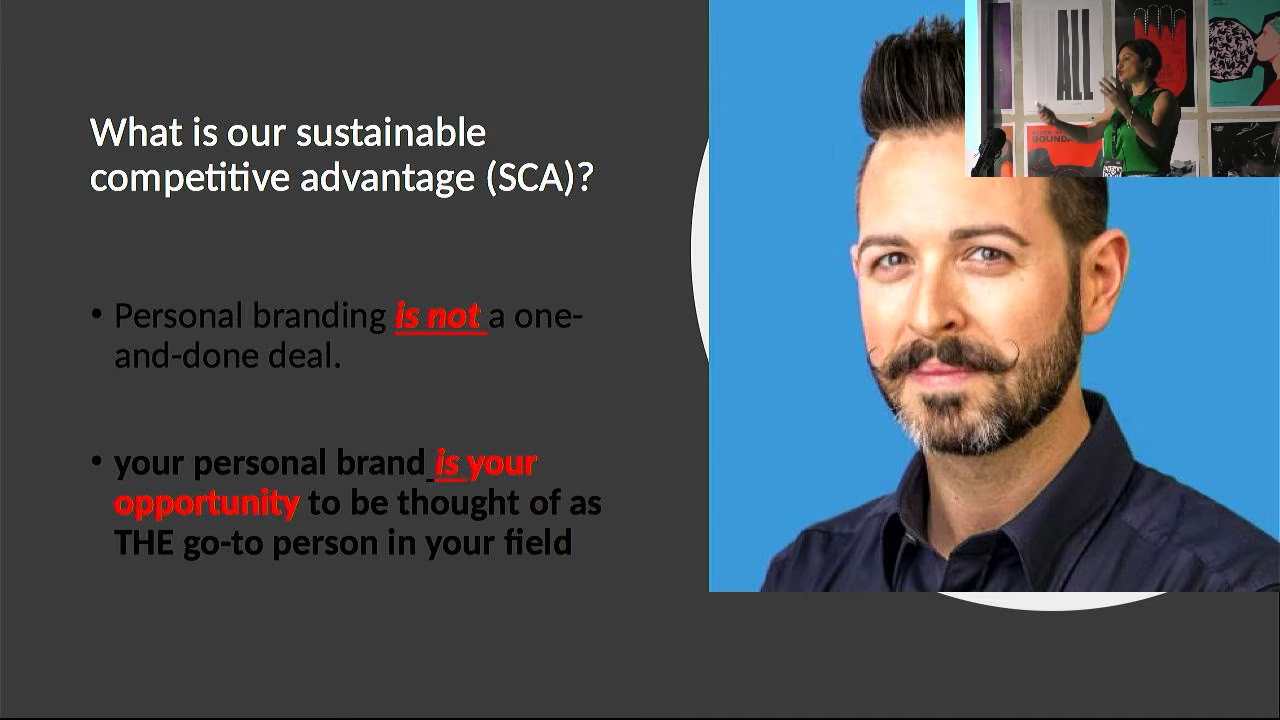 What is our sustainable
competitive advantage (SCA)?
• Personal branding is not a one-
and-done deal.
• your personal brand is your
opportunity to be thought of as
THE go-to person in your field
ALL